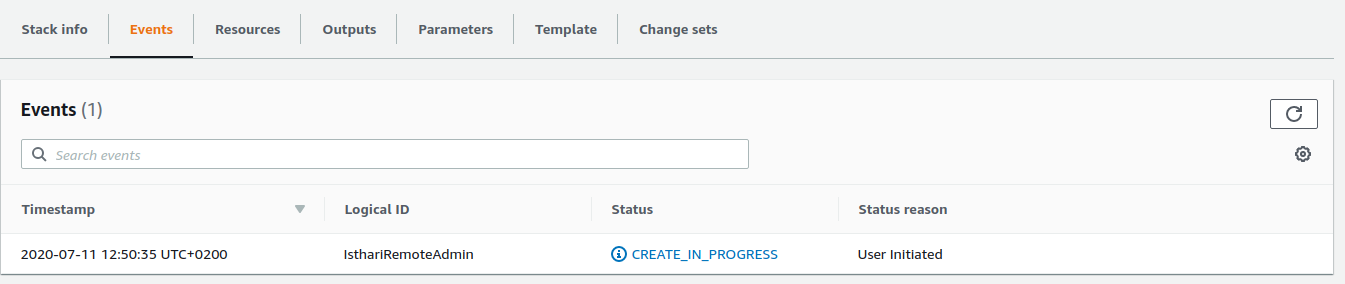 Stack info Events Resources Outputs Parameters Template Change sets
Events (1)
Search events
Timestamp Logical ID Status Status reason
2020-07-11 12:50:35 UTC+0200 IsthariRemoteAdmin CREATE_IN_PROGRESS User Initiated